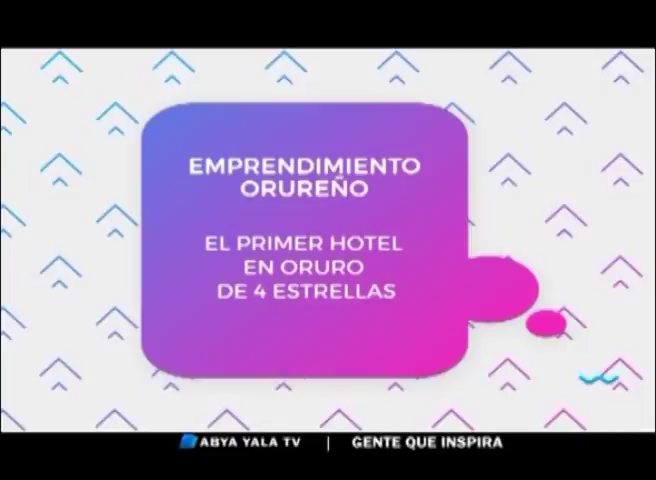 EMPRENDIMIENTO
ORUREÑO
EL PRIMER HOTEL
EN ORURO
DE 4 ESTRELLAS
ABYA YALA TV | GENTE QUE INSPIRA